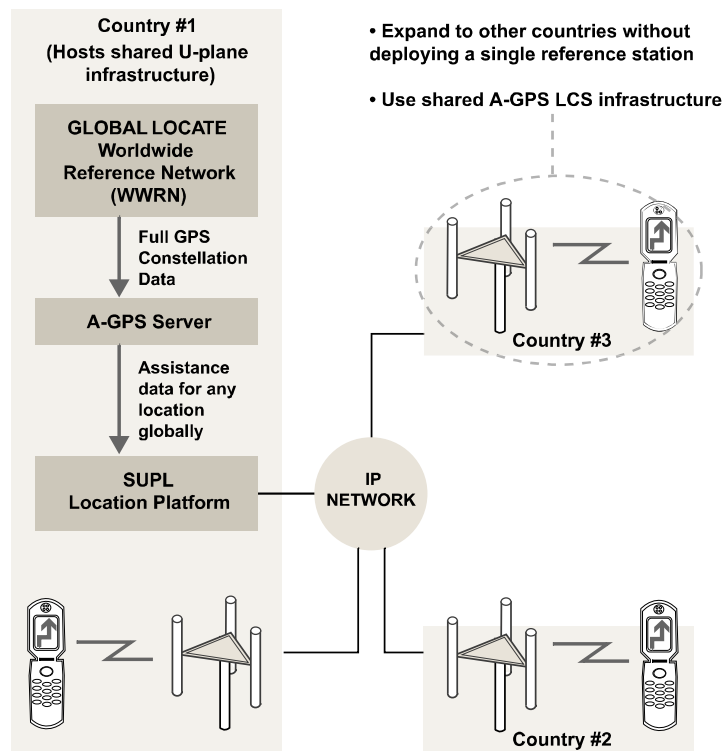 Country #1
(Hosts shared U-plane
infrastructure)
GLOBAL LOCATE
Worldwide
Reference Network
(WWRN)
Full GPS
Constellation
Data
A-GPS Server
Assistance
data for any
location
globally
SUPL
Location Platform
IP
NETWORK
• Expand to other countries without
deploying a single reference station
• Use shared A-GPS LCS infrastructure
Country #3
Country #2